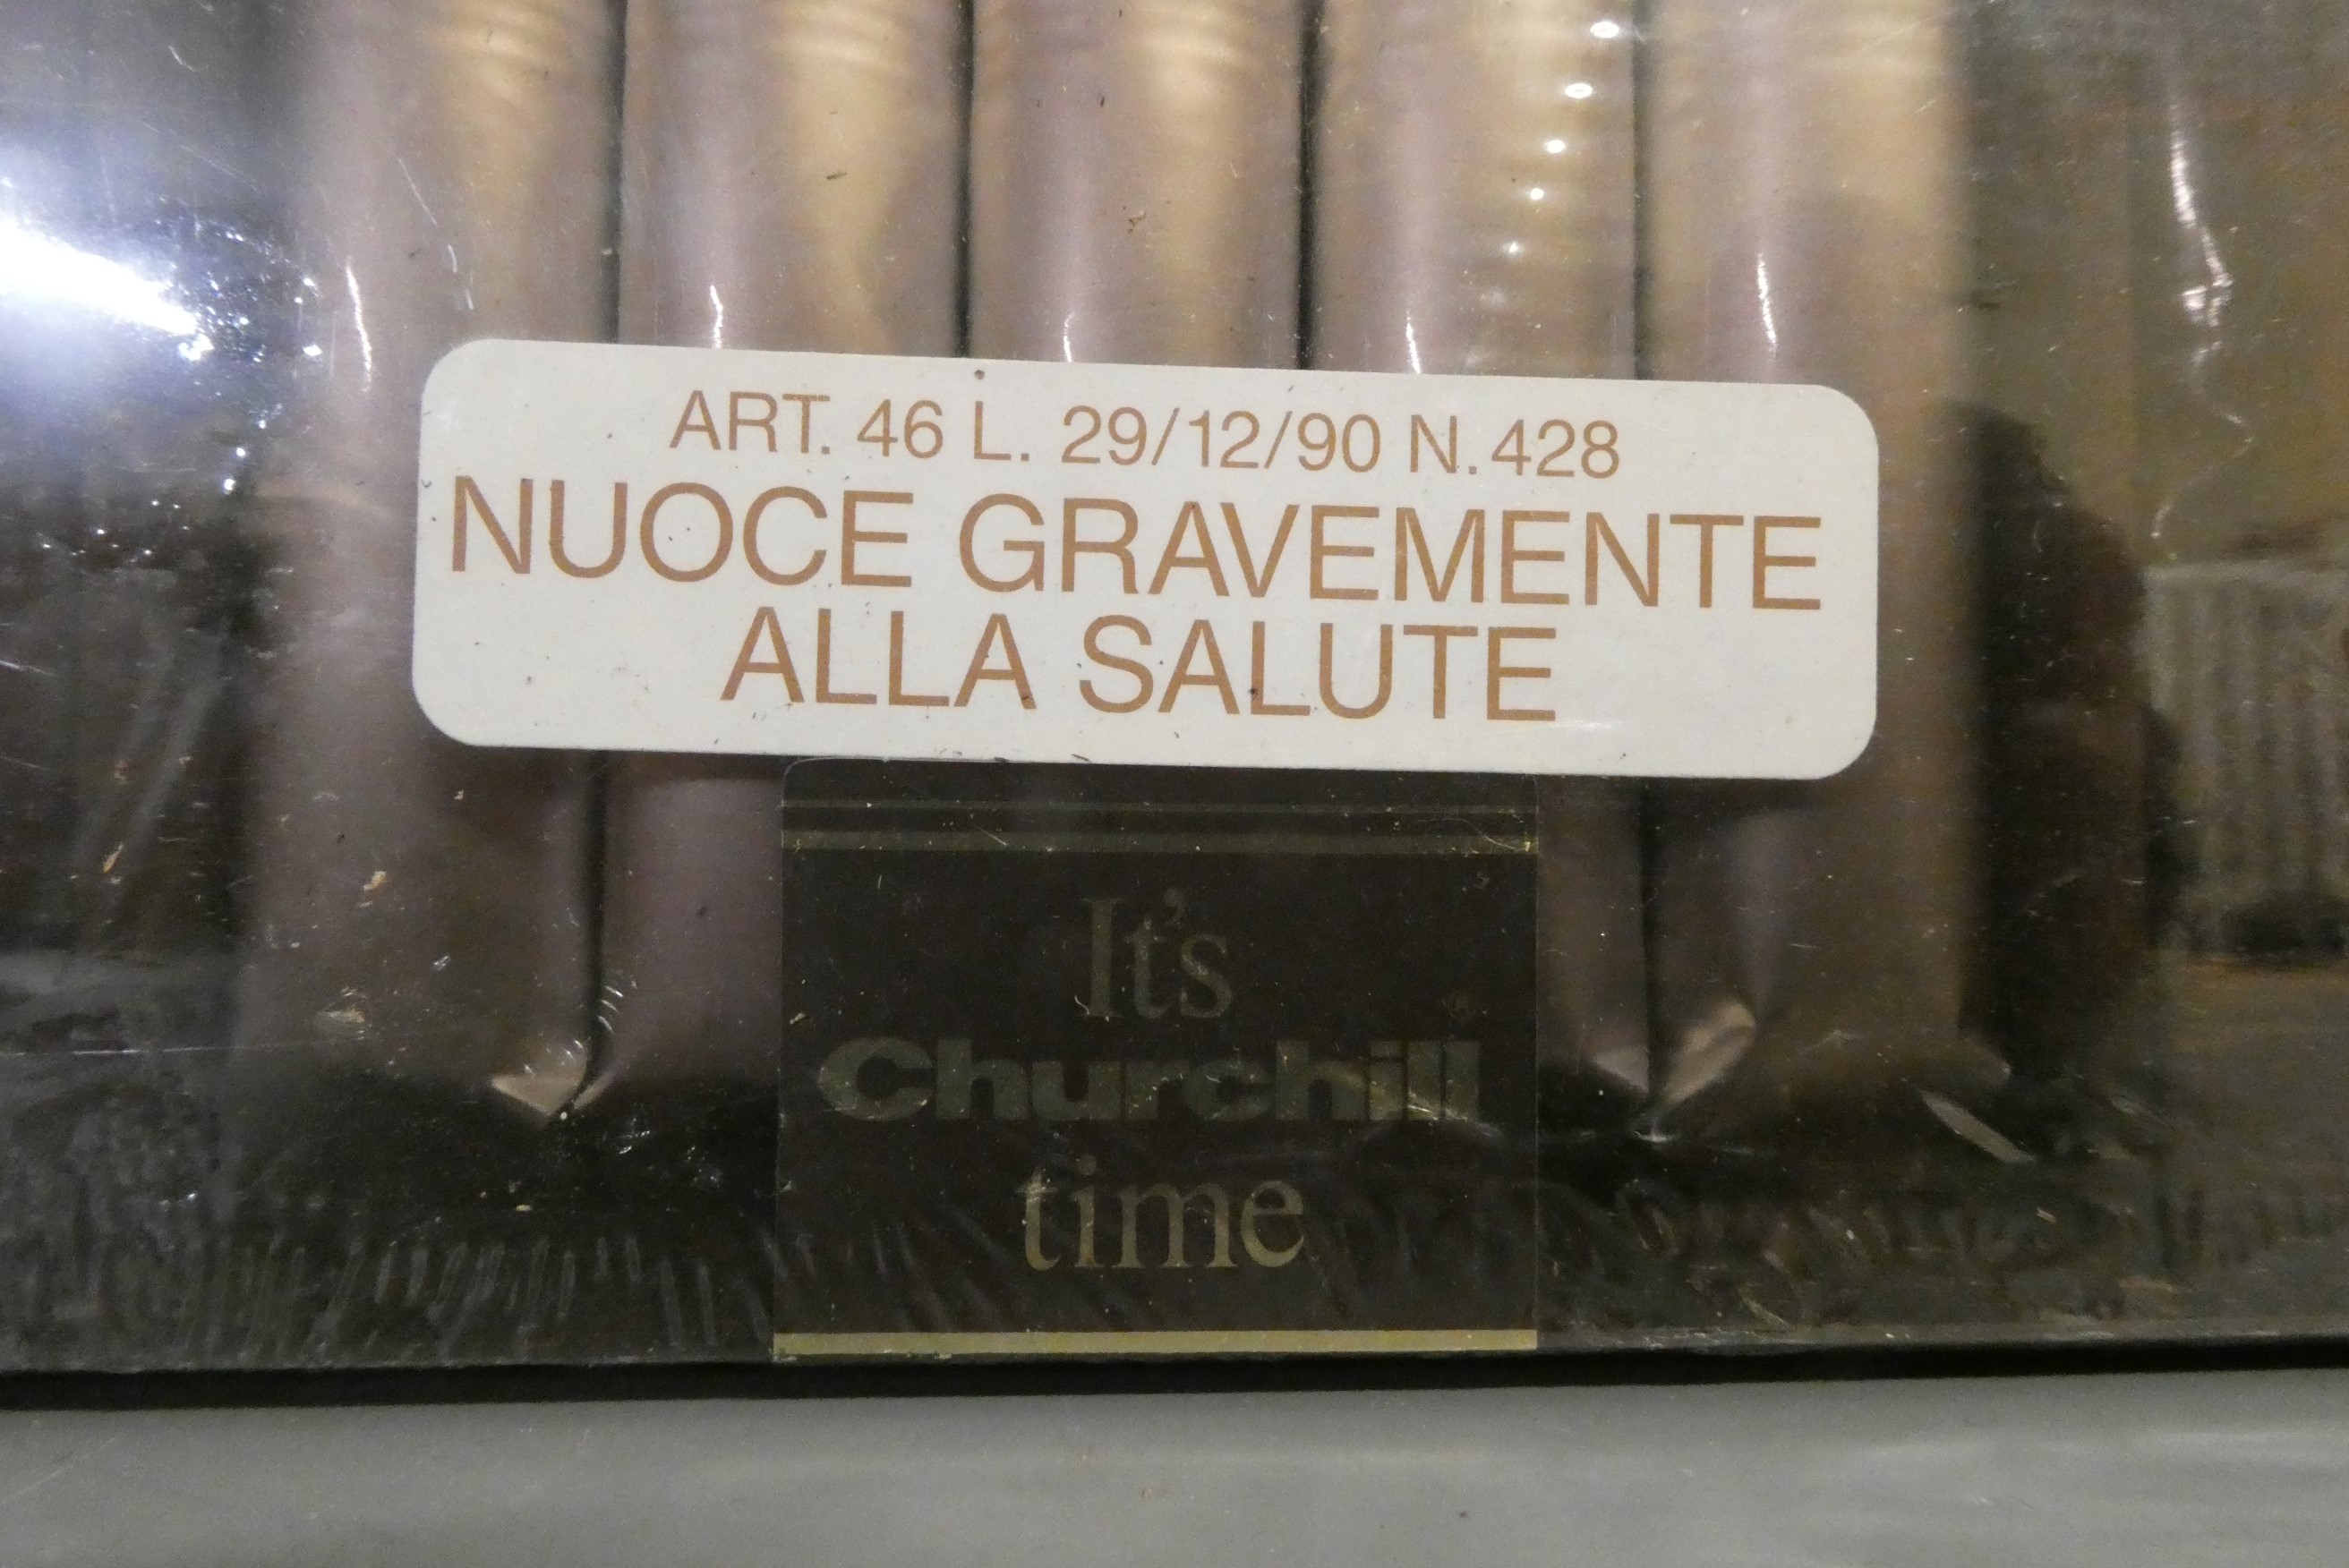 ART. 46 L. 29/12/90 N. 428
NUOCE GRAVEMENTE
ALLA SALUTE
It's
Churchill ®
time